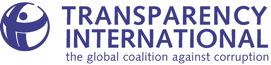 TRANSPARENCY
INTERNATIONAL
the global coalition against corruption